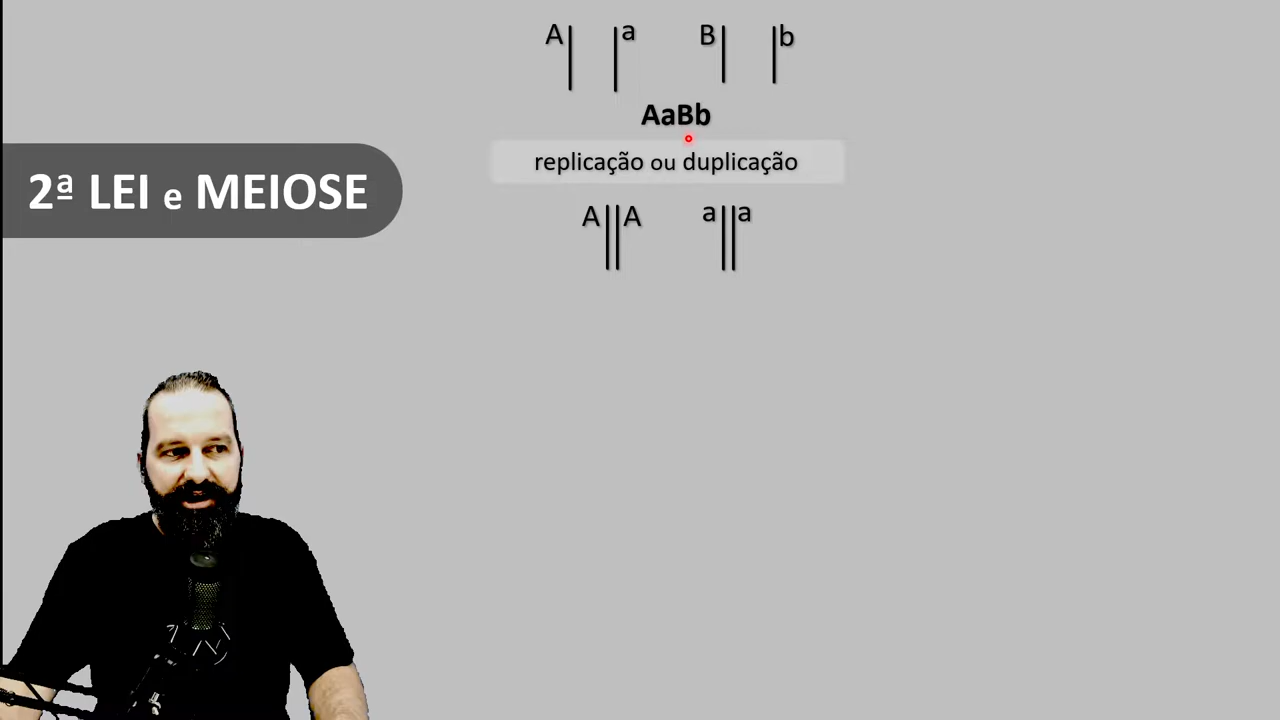 A a B b
AaBb
replicação ou duplicação
2ª LEI e MEIOSE
A A a a